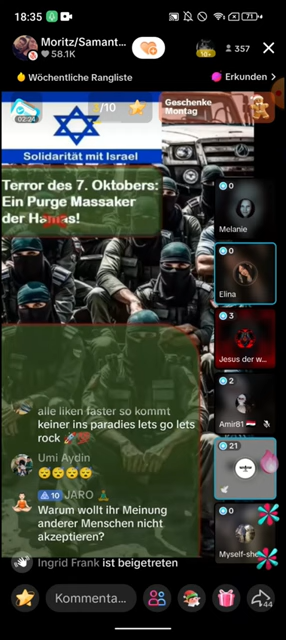 18:35
71
Moritz/Samant...
58.1K
357
Wöchentliche Rangliste
Erkunden >
02:24
/10
Geschenke
Montag
Solidarität mit Israel
Terror des 7. Oktobers:
Ein Purge Massaker
der Hamas!
0
Melanie
0
Elina
3
Jesus der w...
2
Amir81
21
0
Myself-she
alle liken faster so kommt
keiner ins paradies lets go lets
rock
Umi Aydin
10 JARO
Warum wollt ihr Meinung
anderer Menschen nicht
akzeptieren?
Ingrid Frank ist beigetreten
Kommenta...
44